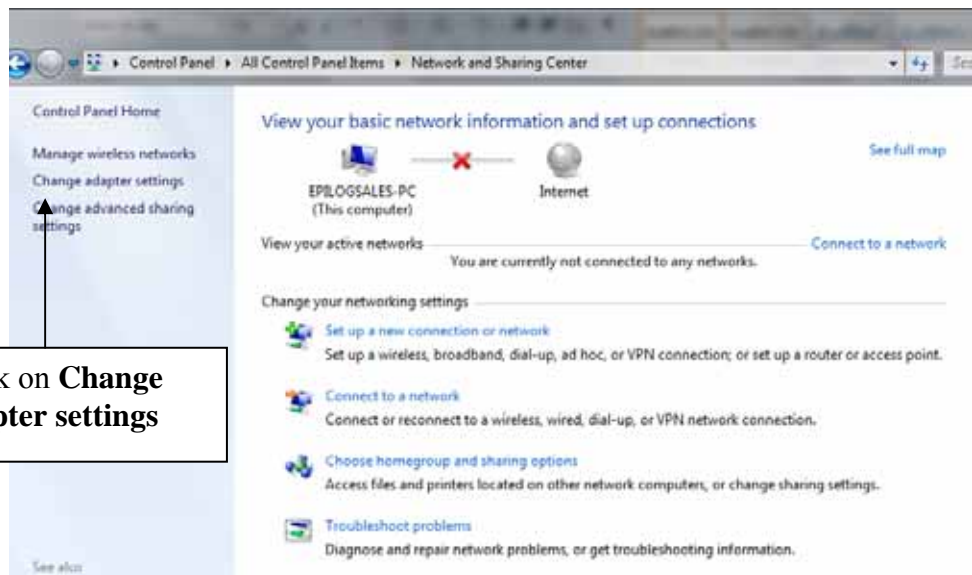 Control Panel ▸ All Control Panel Items ▸ Network and Sharing Center
Control Panel Home
Manage wireless networks
Change adapter settings
Change advanced sharing
settings
See also
k on Change
pter settings
View your basic network information and set up connections
See full map
EPILOGSALES-PC
(This computer)
Internet
View your active networks
Connect to a network
You are currently not connected to any networks.
Change your networking settings
Set up a new connection or network
Set up a wireless, broadband, dial-up, ad hoc, or VPN connection; or set up a router or access point.
Connect to a network
Connect or reconnect to a wireless, wired, dial-up, or VPN network connection.
Choose homegroup and sharing options
Access files and printers located on other network computers, or change sharing settings.
Troubleshoot problems
Diagnose and repair network problems, or get troubleshooting information.